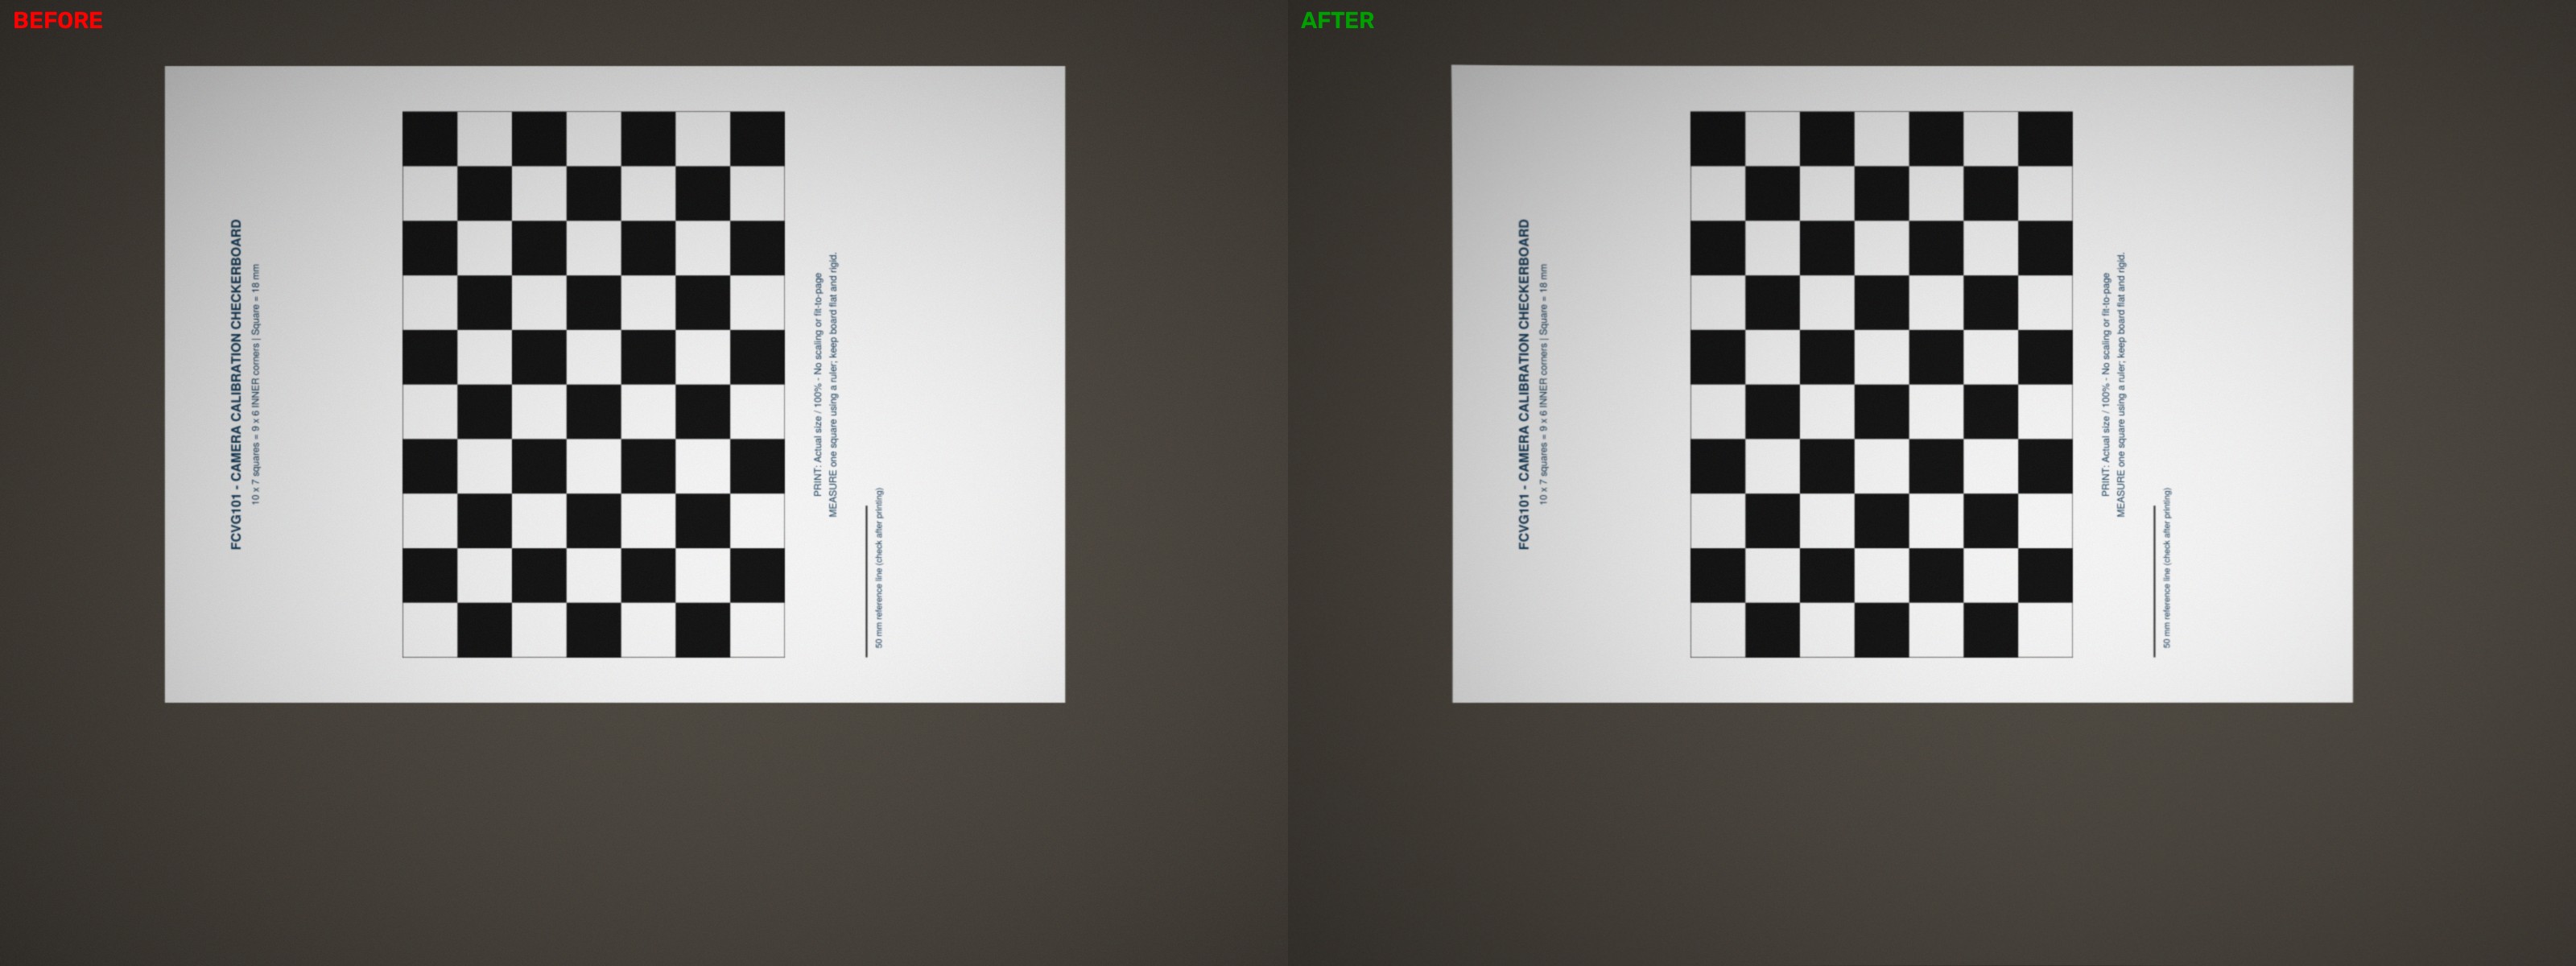 BEFORE
FCVG101 - CAMERA CALIBRATION CHECKERBOARD
10 x 7 squares = 9 x 6 INNER corners | Square = 18 mm
PRINT: Actual size / 100% - No scaling or fit-to-page
MEASURE one square using a ruler; keep board flat and rigid.
50 mm reference line (check after printing)
AFTER
FCVG101 - CAMERA CALIBRATION CHECKERBOARD
10 x 7 squares = 9 x 6 INNER corners | Square = 18 mm
PRINT: Actual size / 100% - No scaling or fit-to-page
MEASURE one square using a ruler; keep board flat and rigid.
50 mm reference line (check after printing)